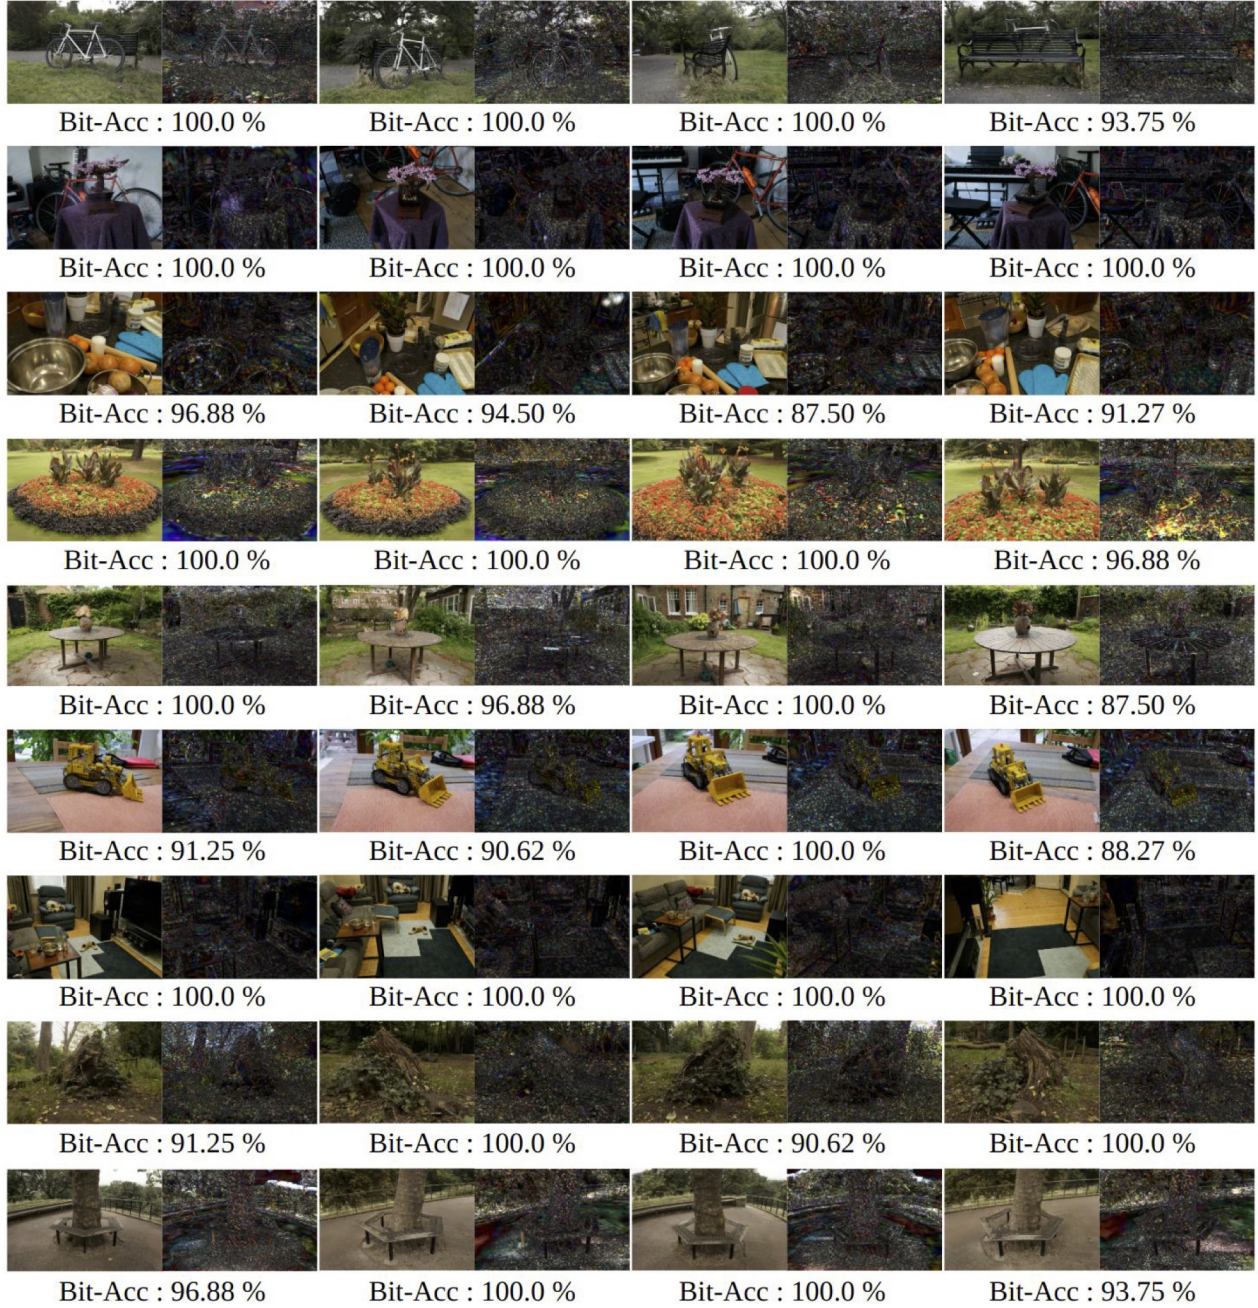 Bit-Acc : 100.0 % Bit-Acc : 100.0 % Bit-Acc : 100.0 % Bit-Acc : 93.75 %
Bit-Acc : 100.0 % Bit-Acc : 100.0 % Bit-Acc : 100.0 % Bit-Acc : 100.0 %
Bit-Acc : 96.88 % Bit-Acc : 94.50 % Bit-Acc : 87.50 % Bit-Acc : 91.27 %
Bit-Acc : 100.0 % Bit-Acc : 100.0 % Bit-Acc : 100.0 % Bit-Acc : 96.88 %
Bit-Acc : 100.0 % Bit-Acc : 96.88 % Bit-Acc : 100.0 % Bit-Acc : 87.50 %
Bit-Acc : 91.25 % Bit-Acc : 90.62 % Bit-Acc : 100.0 % Bit-Acc : 88.27 %
Bit-Acc : 100.0 % Bit-Acc : 100.0 % Bit-Acc : 100.0 % Bit-Acc : 100.0 %
Bit-Acc : 91.25 % Bit-Acc : 100.0 % Bit-Acc : 90.62 % Bit-Acc : 100.0 %
Bit-Acc : 96.88 % Bit-Acc : 100.0 % Bit-Acc : 100.0 % Bit-Acc : 93.75 %